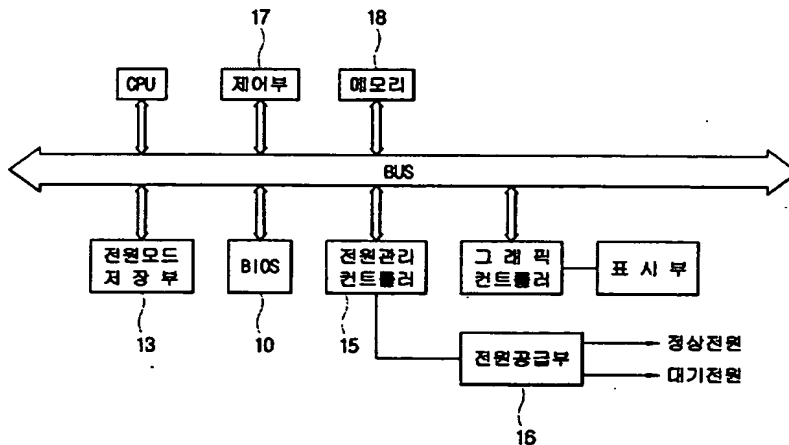 17
18
CPU
제어부
메모리
BUS
전원모드
저장부
BIOS
전원관리
컨트롤러
그래픽
컨트롤러
표시부
13
10
15
전원공급부
정상전원
대기전원
16